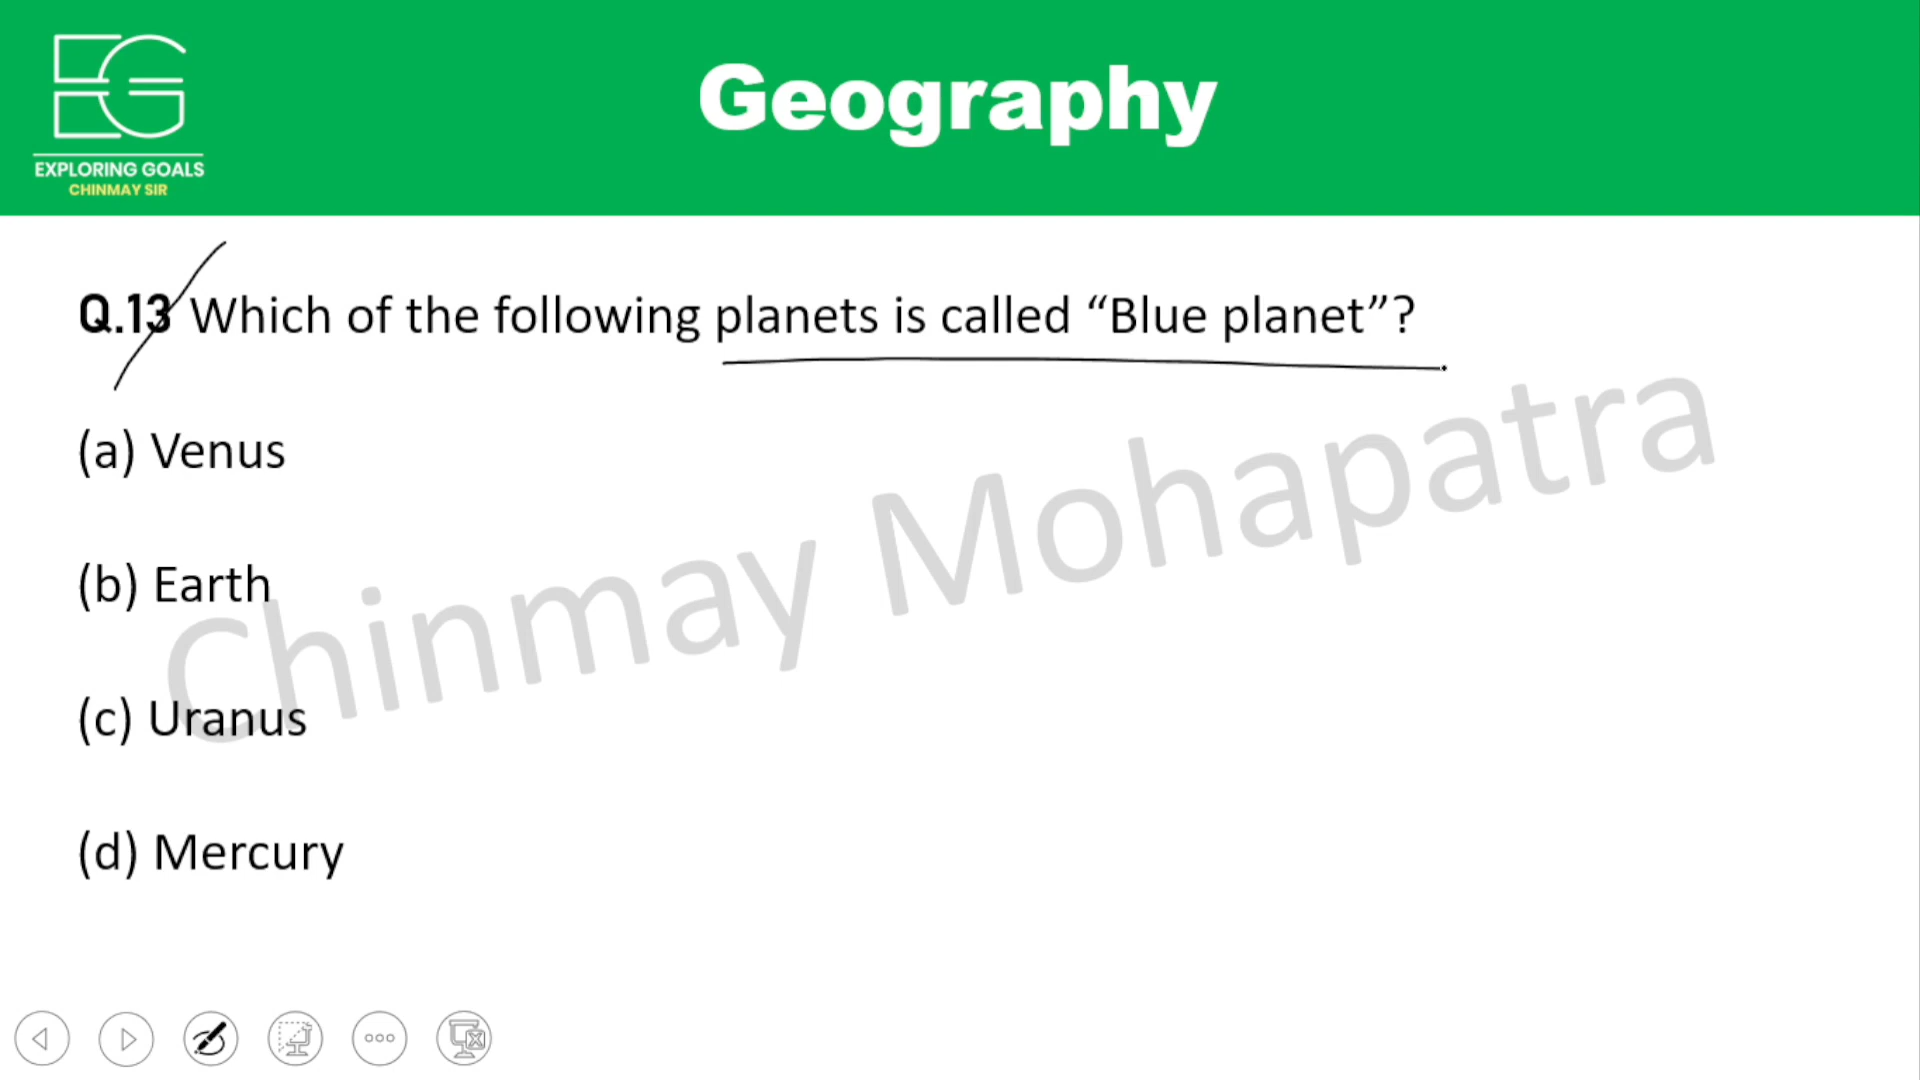 EG
EXPLORING GOALS
CHINMAY SIR
Geography
Q.13 Which of the following planets is called “Blue planet”?
(a) Venus
(b) Earth
(c) Uranus
(d) Mercury
Chinmay Mohapatra